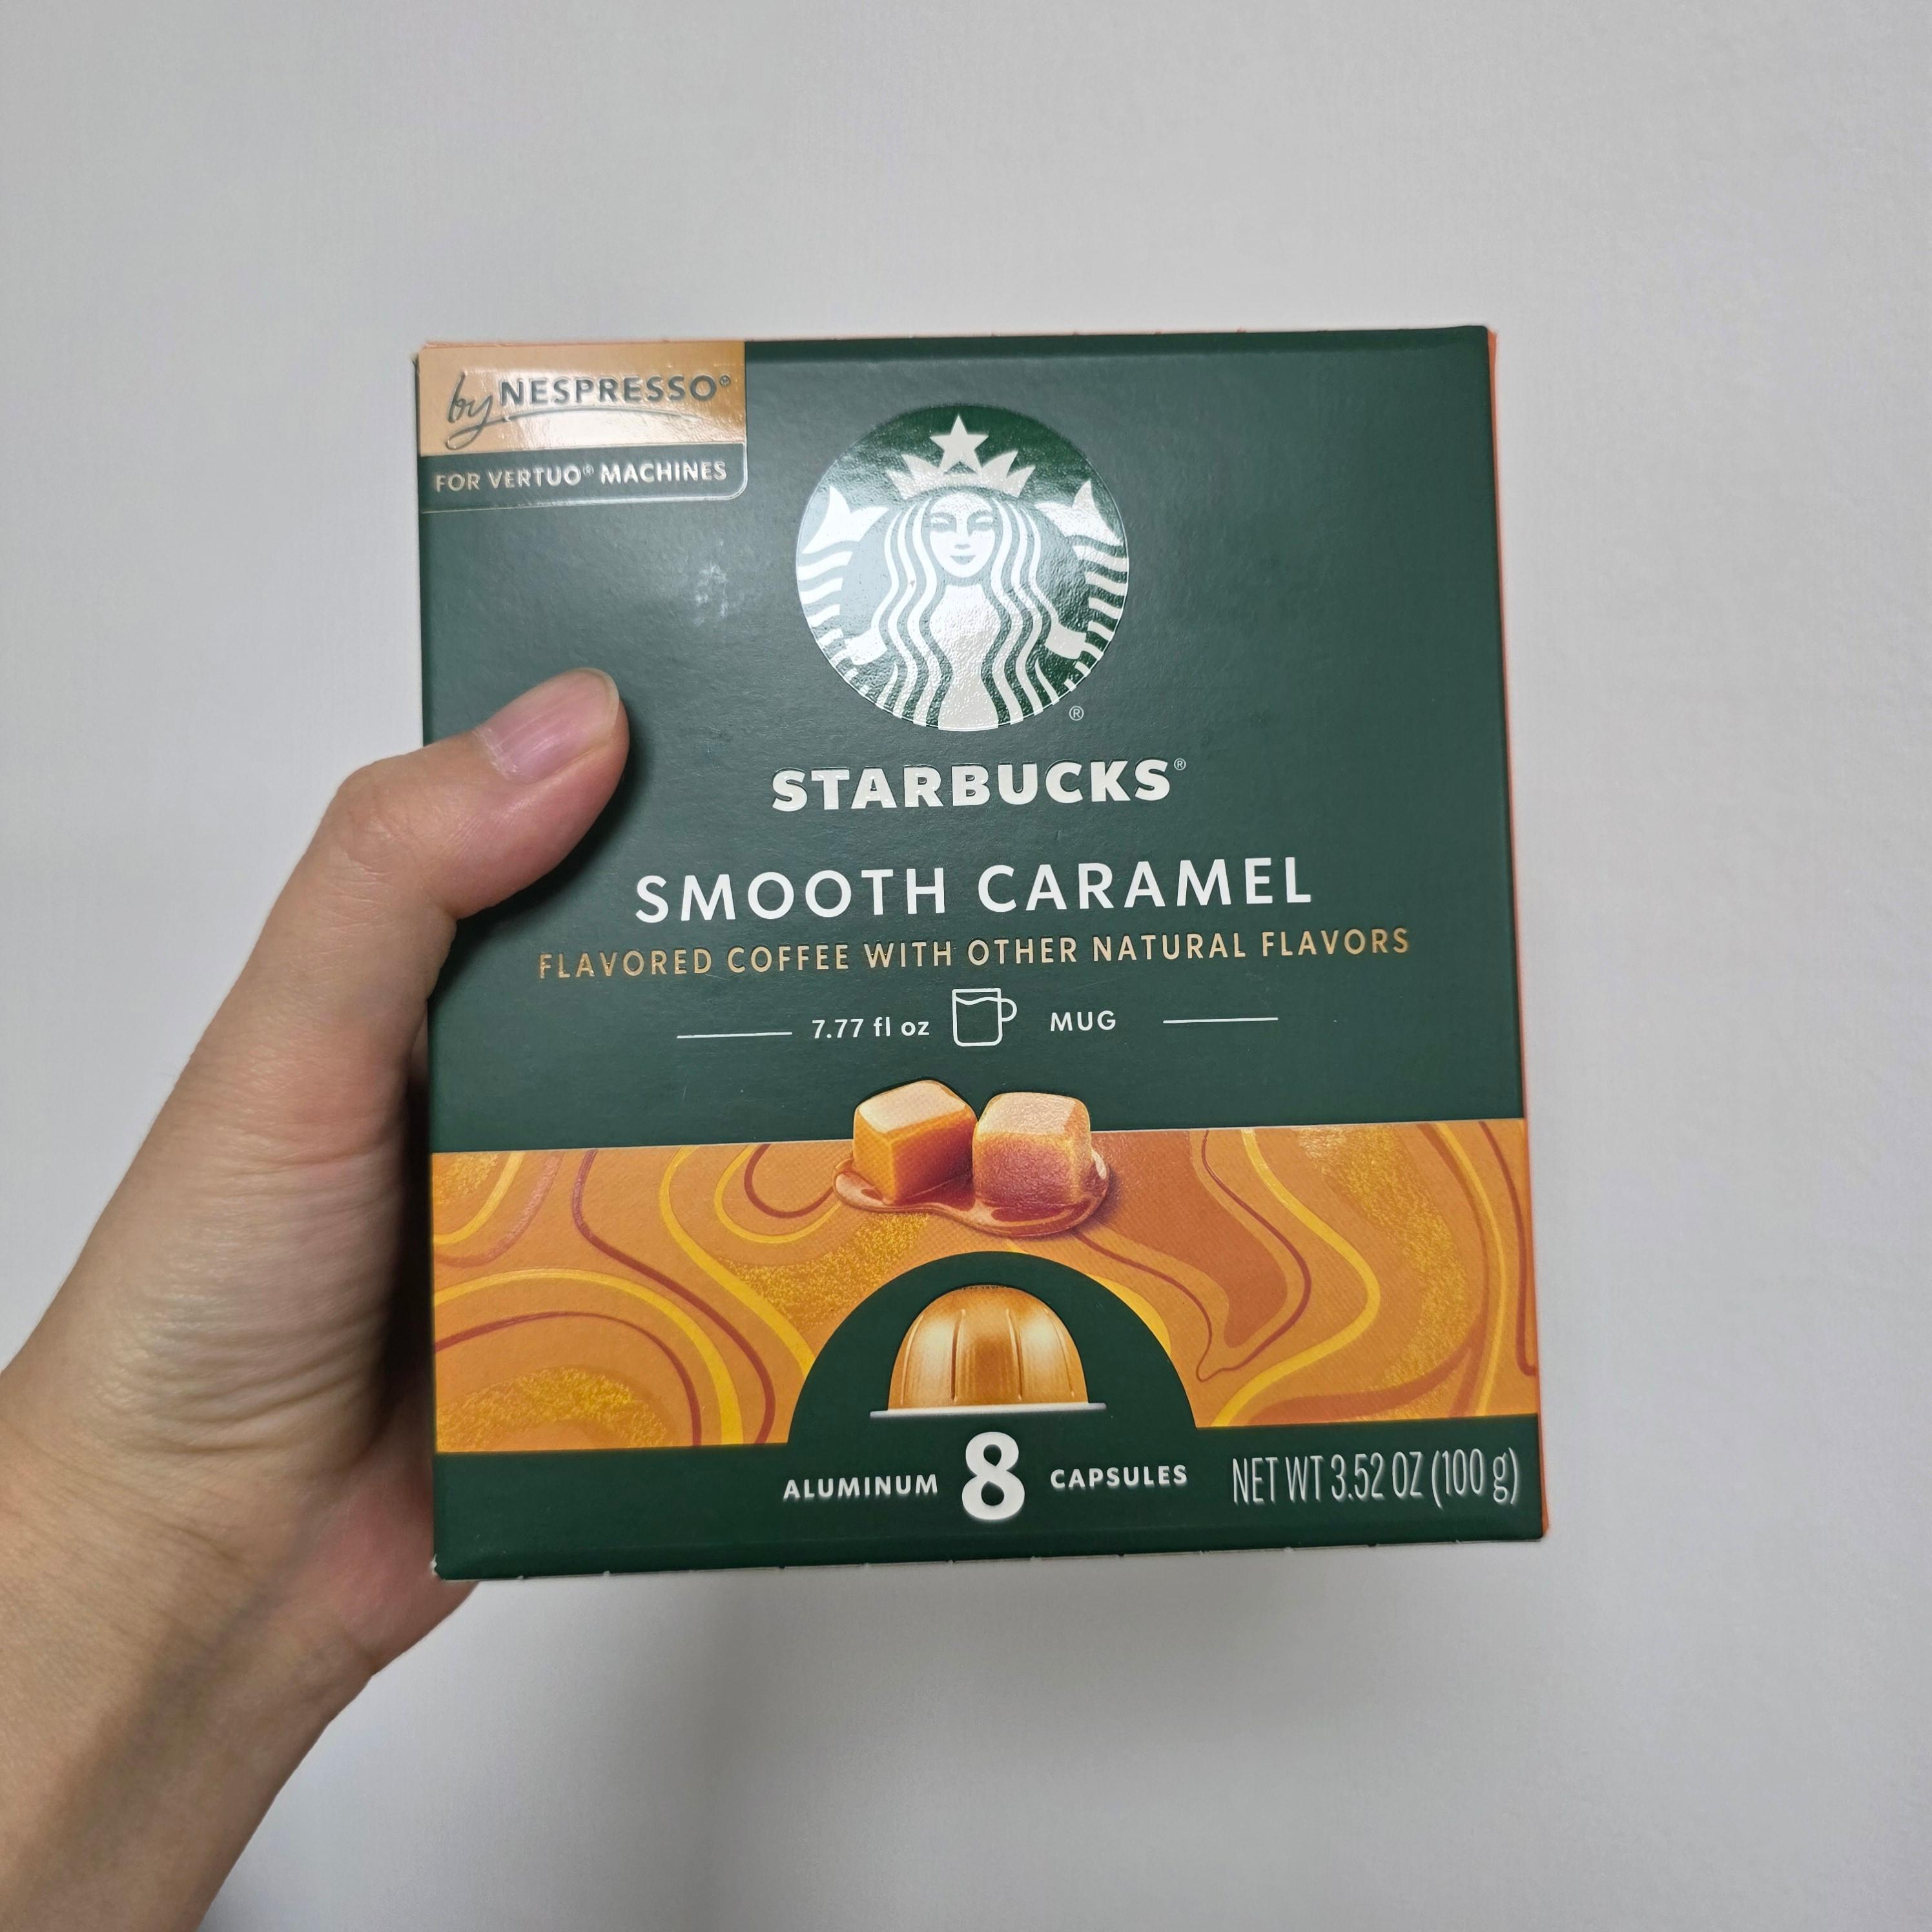 by NESPRESSO®
FOR VERTUO® MACHINES
®
STARBUCKS®
SMOOTH CARAMEL
FLAVORED COFFEE WITH OTHER NATURAL FLAVORS
7.77 fl oz MUG
ALUMINUM 8 CAPSULES
NET WT 3.52 OZ (100 g)